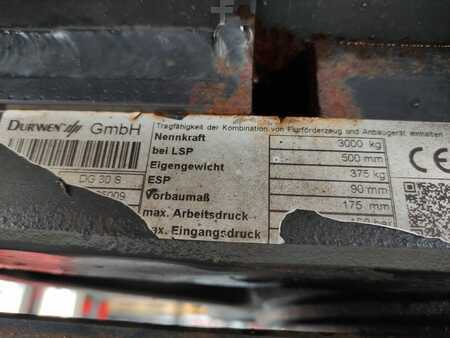 DURWEN GmbH
DG 30 S
Tragfähigkeit der Kombination von Flurförderzeug und Anbaugerät einhalten
Nennkraft 3000 kg
bei LSP 500 mm
Eigengewicht 375 kg
ESP 90 mm
Vorbaumaß 175 mm
max. Arbeitsdruck
Eingangsdruck
CE